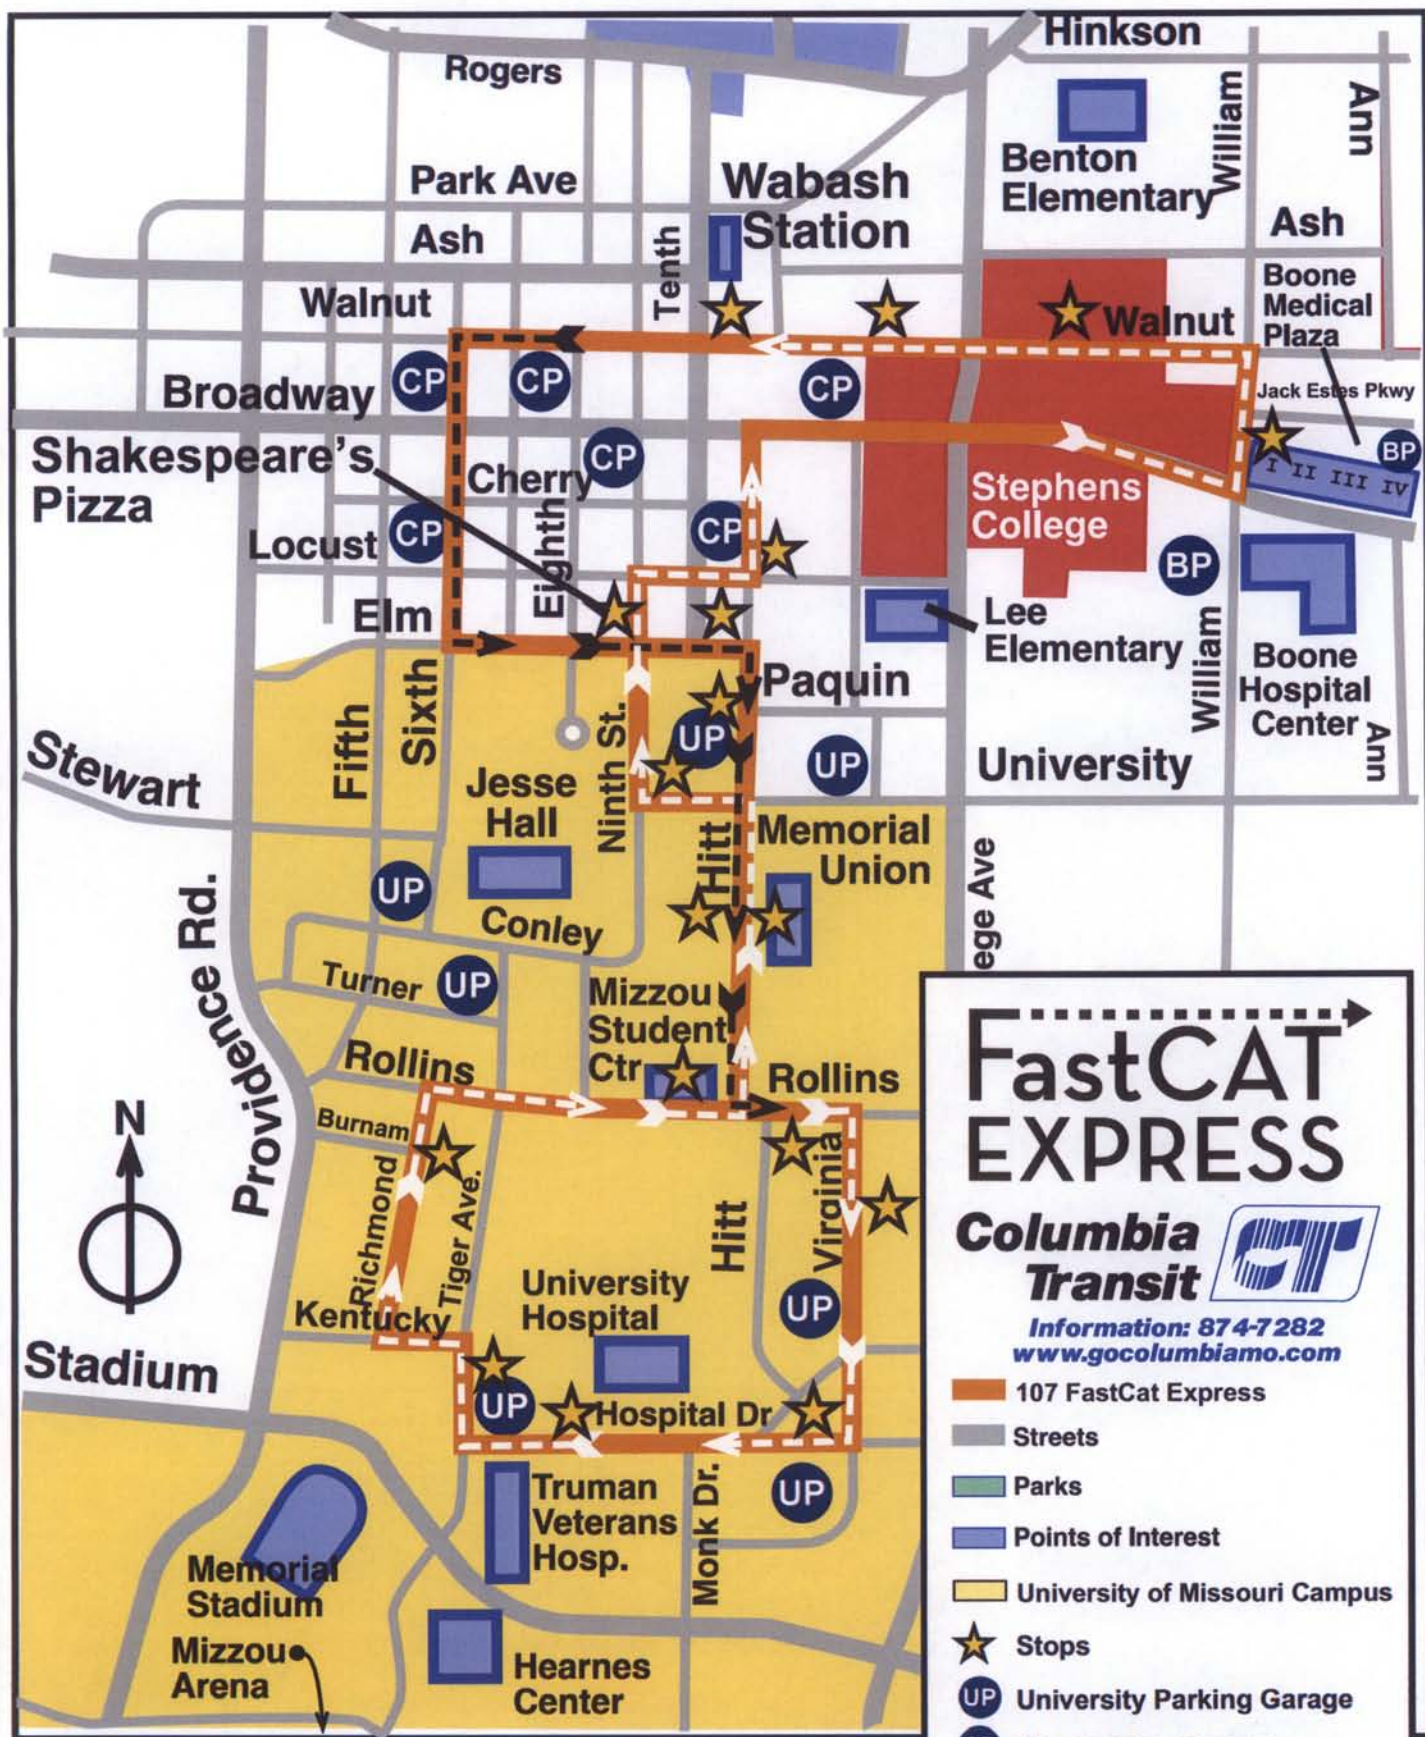 Hinkson
Rogers
William
Ann
Benton
Elementary
Park Ave
Wabash
Station
Ash
Ash
Tenth
Boone
Medical
Plaza
Walnut
Walnut
CP
CP
CP
Broadway
Jack Estes Pkwy
Shakespeare's
Pizza
CP
BP
Cherry
I II III IV
Stephens
College
Locust
CP
Eighth
CP
BP
Elm
Lee
Elementary
William
Boone
Hospital
Center
Paquin
Fifth
Sixth
Ninth St.
UP
UP
University
Ann
Stewart
Jesse
Hall
Hitt
Memorial
Union
UP
ege Ave
Providence Rd.
Conley
Turner
UP
Mizzou
Student
Ctr
Rollins
Rollins
Burnam
N
Richmond
Tiger Ave.
Hitt
Virginia
University
Hospital
UP
Kentucky
Stadium
UP
Hospital Dr
Truman
Veterans
Hosp.
Monk Dr.
UP
Memorial
Stadium
Mizzou
Arena
Hearnes
Center
FastCAT
EXPRESS
Columbia
Transit
CT
Information: 874-7282
www.gocolumbiamo.com
107 FastCat Express
Streets
Parks
Points of Interest
University of Missouri Campus
Stops
UP University Parking Garage